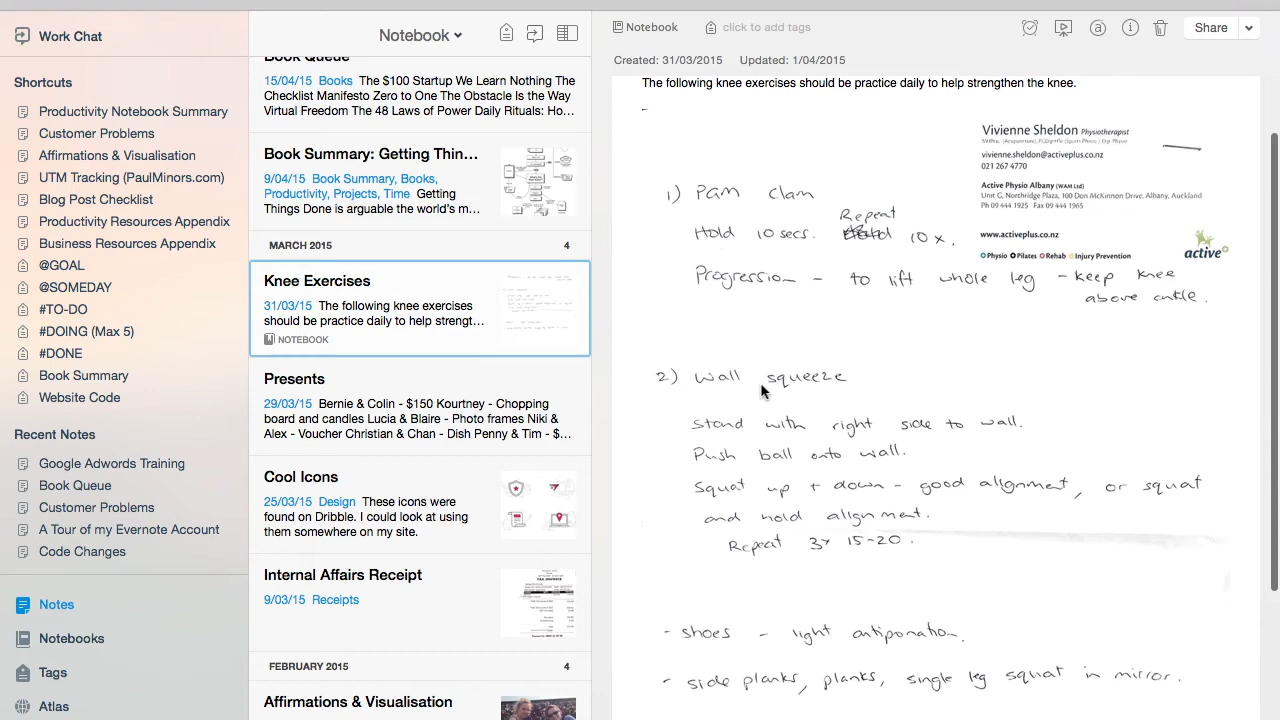 Work Chat
Shortcuts
Productivity Notebook Summary
Customer Problems
Affirmations & Visualisation
UTM Tracking (PaulMinors.com)
Blog Post Checklist
Productivity Resources Appendix
Business Resources Appendix
@GOAL
@SOMEDAY
#TO-DO
#DOING (Max 5)
#DONE
Book Summary
Website Code
Recent Notes
Google Adwords Training
Book Queue
Customer Problems
A Tour of my Evernote Account
Code Changes
Notes
Notebooks
Tags
Atlas
Notebook
Book Queue
15/04/15 Books The $100 Startup We Learn Nothing The
Checklist Manifesto Zero to One The Obstacle Is the Way
Virtual Freedom The 48 Laws of Power Daily Rituals: Ho...
Book Summary: Getting Thin...
9/04/15 Book Summary, Books,
Productivity, Projects, Time Getting
Things Done is arguable the world's m...
MARCH 2015 4
Knee Exercises
31/03/15 The following knee exercises
should be practice daily to help strengt...
NOTEBOOK
Presents
29/03/15 Bernie & Colin - $150 Kourtney - Chopping
board and candles Lucia & Blaire - Photo frames Niki &
Alex - Voucher Christian & Chan - Dish Penny & Tim - $...
Cool Icons
25/03/15 Design These icons were
found on Dribble. I could look at using
them somewhere on my site.
Internal Affairs Receipt
9/03/15 Receipts
FEBRUARY 2015 4
Affirmations & Visualisation
Notebook click to add tags
Share
Created: 31/03/2015 Updated: 1/04/2015
The following knee exercises should be practice daily to help strengthen the knee.
Vivienne Sheldon Physiotherapist
vivienne.sheldon@activeplus.co.nz
021 267 4770
Active Physio Albany (WAM Ltd)
Unit G, Northridge Plaza, 100 Don McKinnon Drive, Albany, Auckland
Ph 09 444 1925 Fax 09 444 1965
www.activeplus.co.nz
Physio Pilates Rehab Injury Prevention
active+
1) Pam Clam
Repeat
Hold 10 secs. 10 x.
Progression - to lift whole leg - keep knee
above ankle.
2) Wall squeeze
Stand with right side to wall.
Push ball onto wall.
Squat up + down - good alignment, or squat
and hold alignment.
Repeat 3x 15-20.
- shoes - light antiponation.
- side planks, planks, single leg squat in mirror.